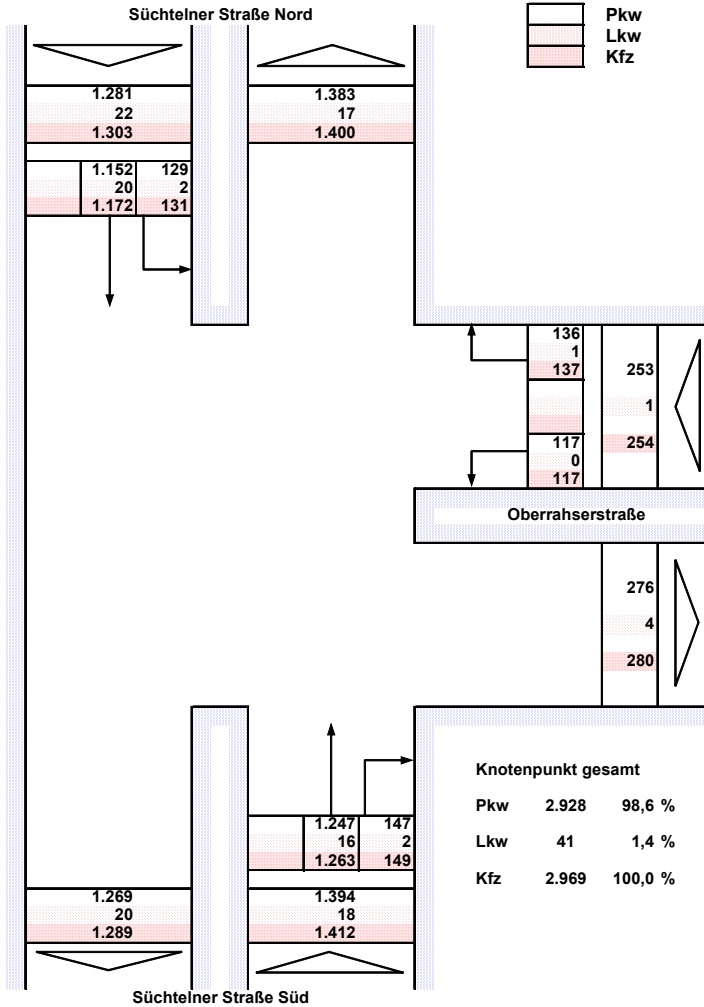 Süchtelner Straße Nord
Pkw
Lkw
Kfz
1.281 1.383
22 17
1.303 1.400
1.152 129
20 2
1.172 131
136
1
137
253
1
254
117
0
117
Oberrahserstraße
276
4
280
Knotenpunkt gesamt
Pkw 2.928 98,6 %
Lkw 41 1,4 %
Kfz 2.969 100,0 %
1.247 147
16 2
1.263 149
1.269 1.394
20 18
1.289 1.412
Süchtelner Straße Süd